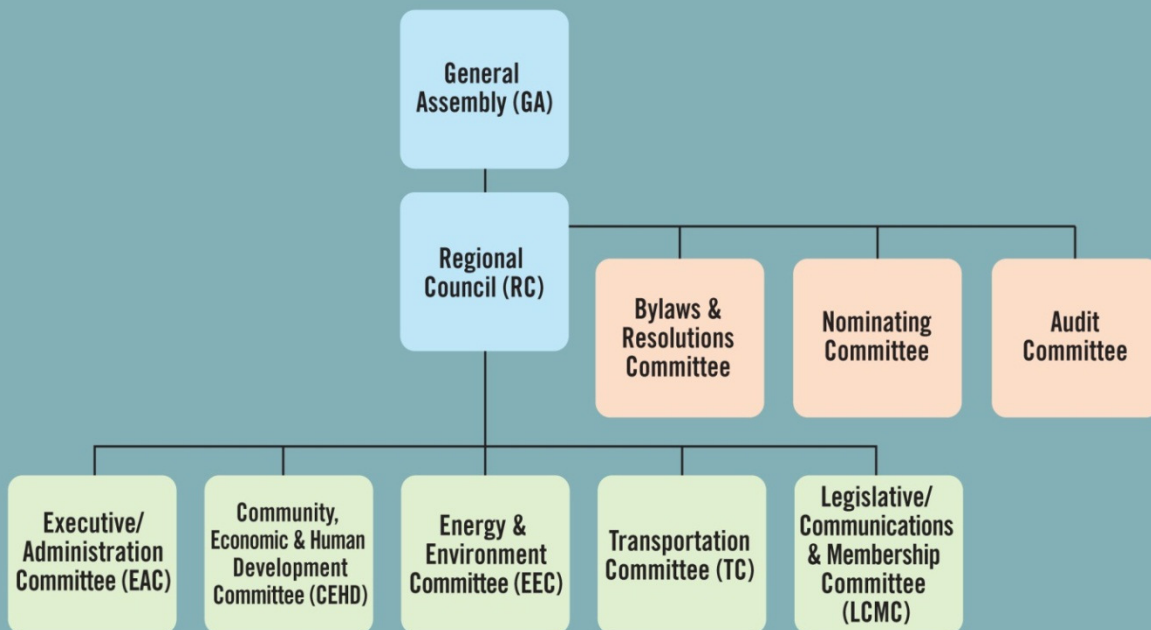 General
Assembly (GA)
Regional
Council (RC)
Bylaws &
Resolutions
Committee
Nominating
Committee
Audit
Committee
Executive/
Administration
Committee (EAC)
Community,
Economic & Human
Development
Committee (CEHD)
Energy &
Environment
Committee (EEC)
Transportation
Committee (TC)
Legislative/
Communications
& Membership
Committee
(LCMC)